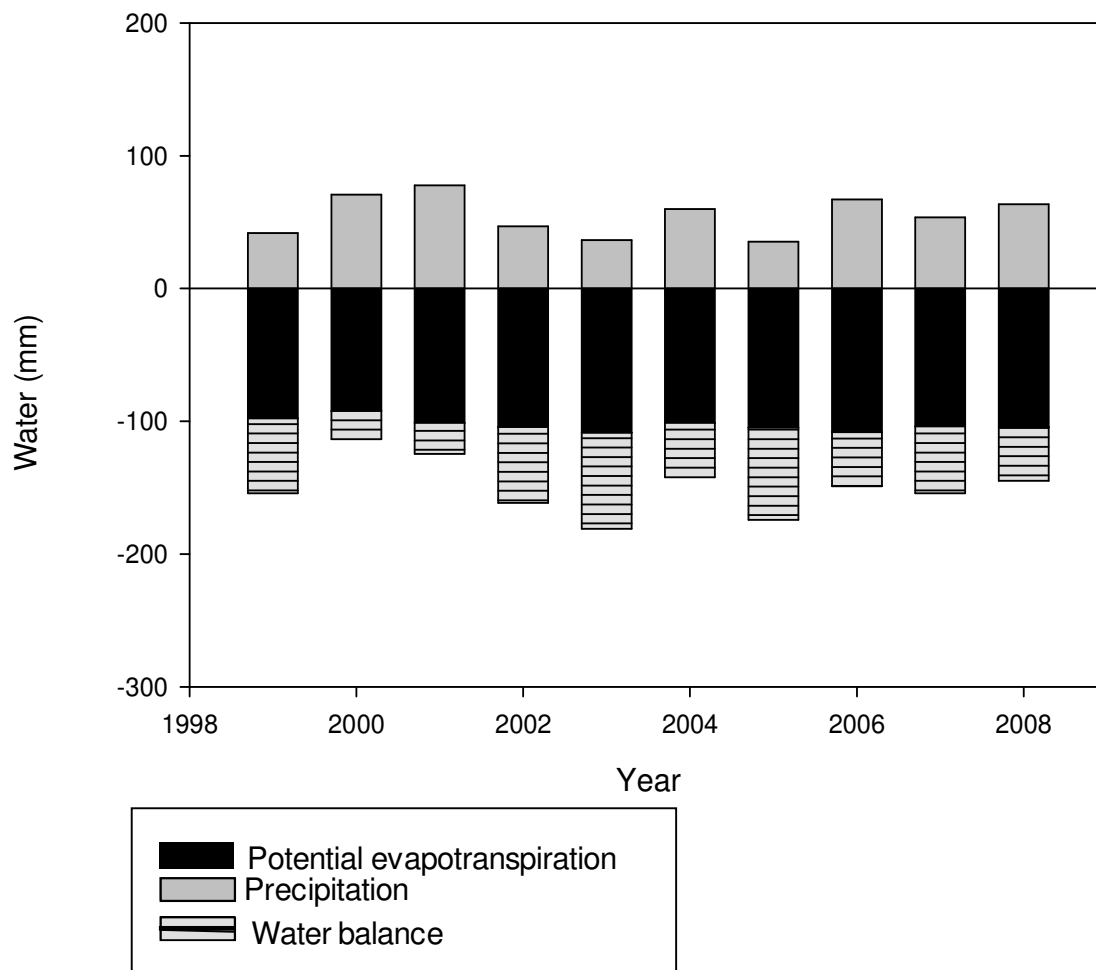 200
100
0
-100
-200
-300
Water (mm)
1998 2000 2002 2004 2006 2008
Year
Potential evapotranspiration
Precipitation
Water balance